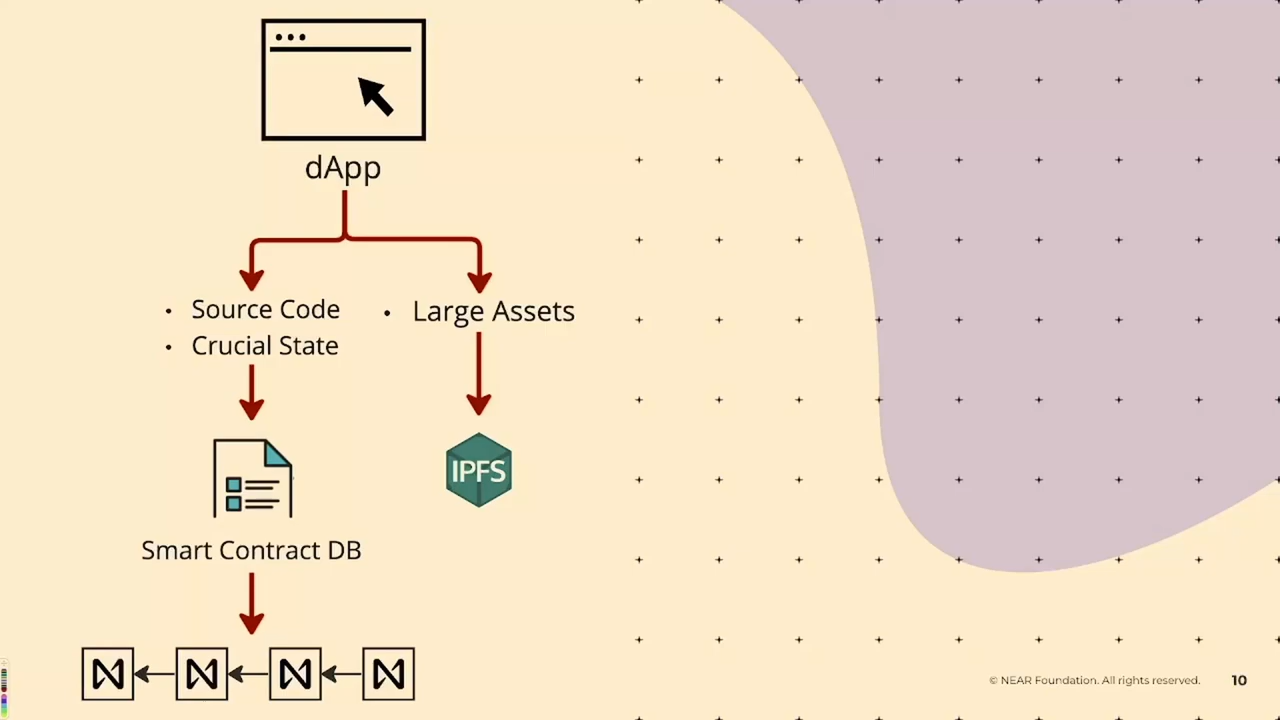 dApp
• Source Code
• Crucial State
• Large Assets
IPFS
Smart Contract DB
© NEAR Foundation. All rights reserved. 10